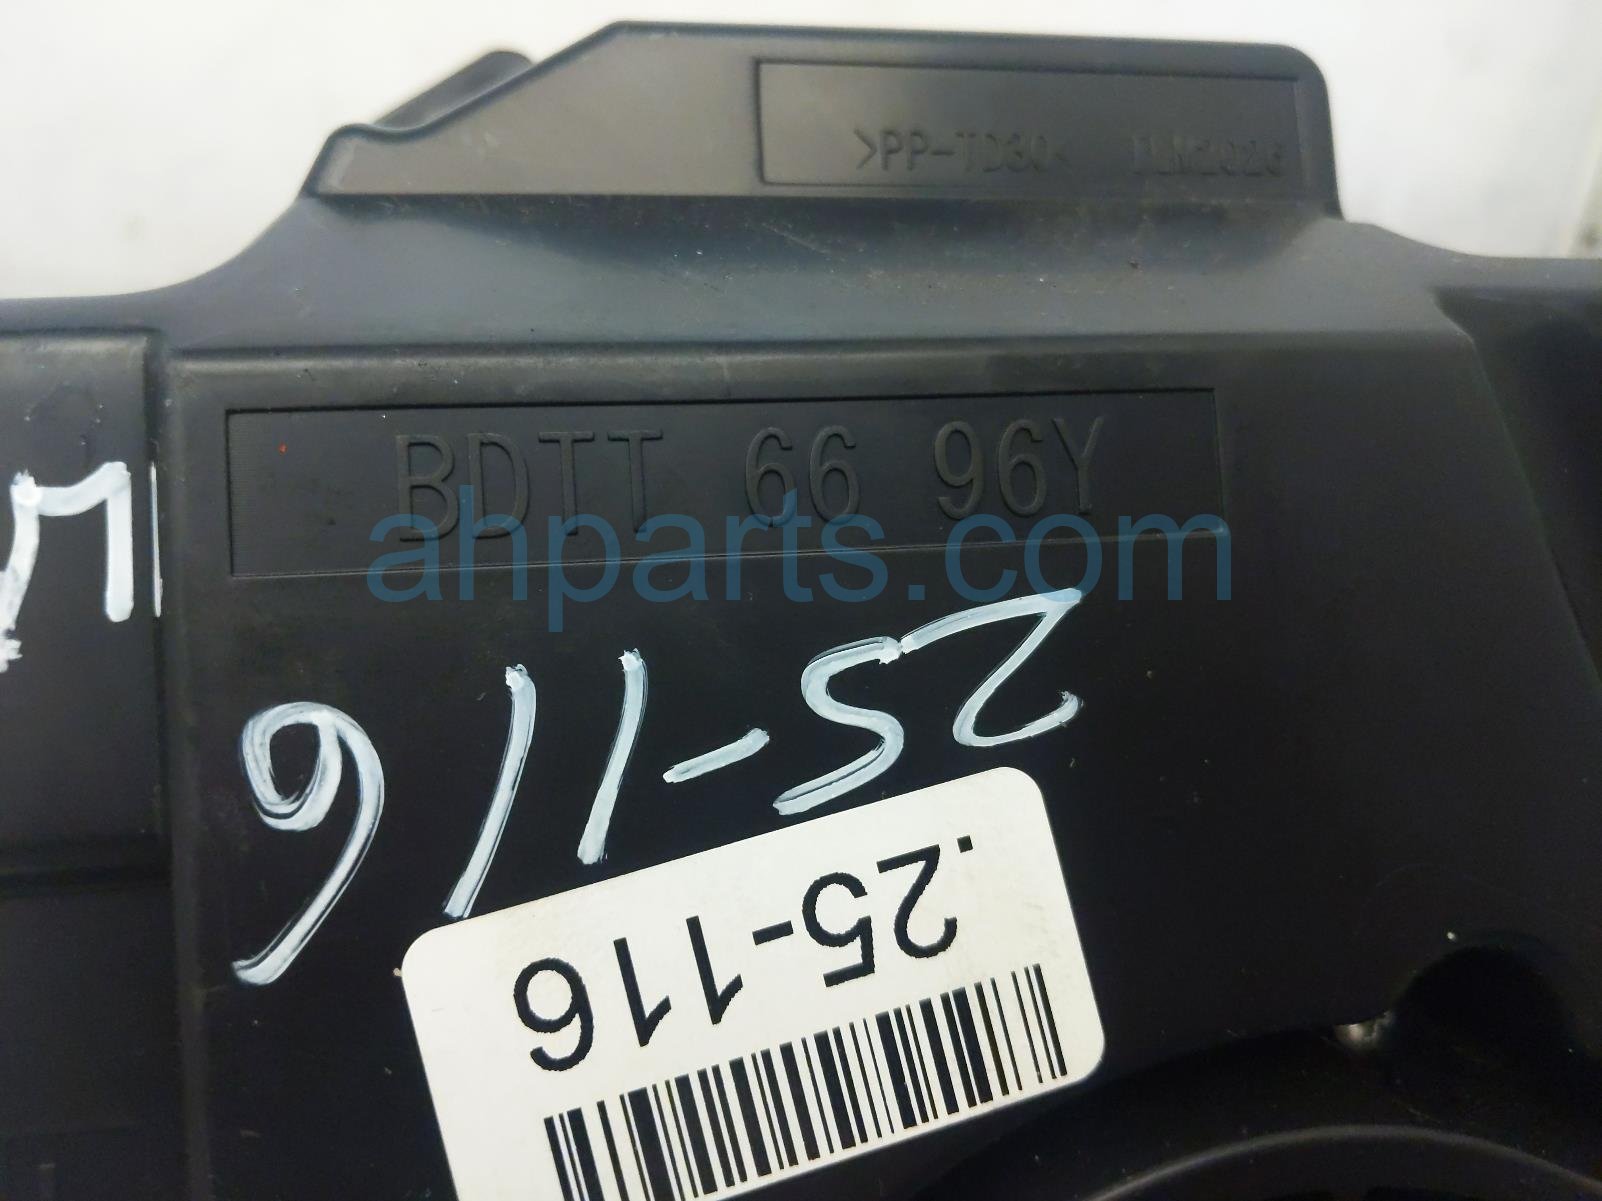 >PP-TD30<
BDTT 66 96Y
ahparts.com
25-116
.25-116